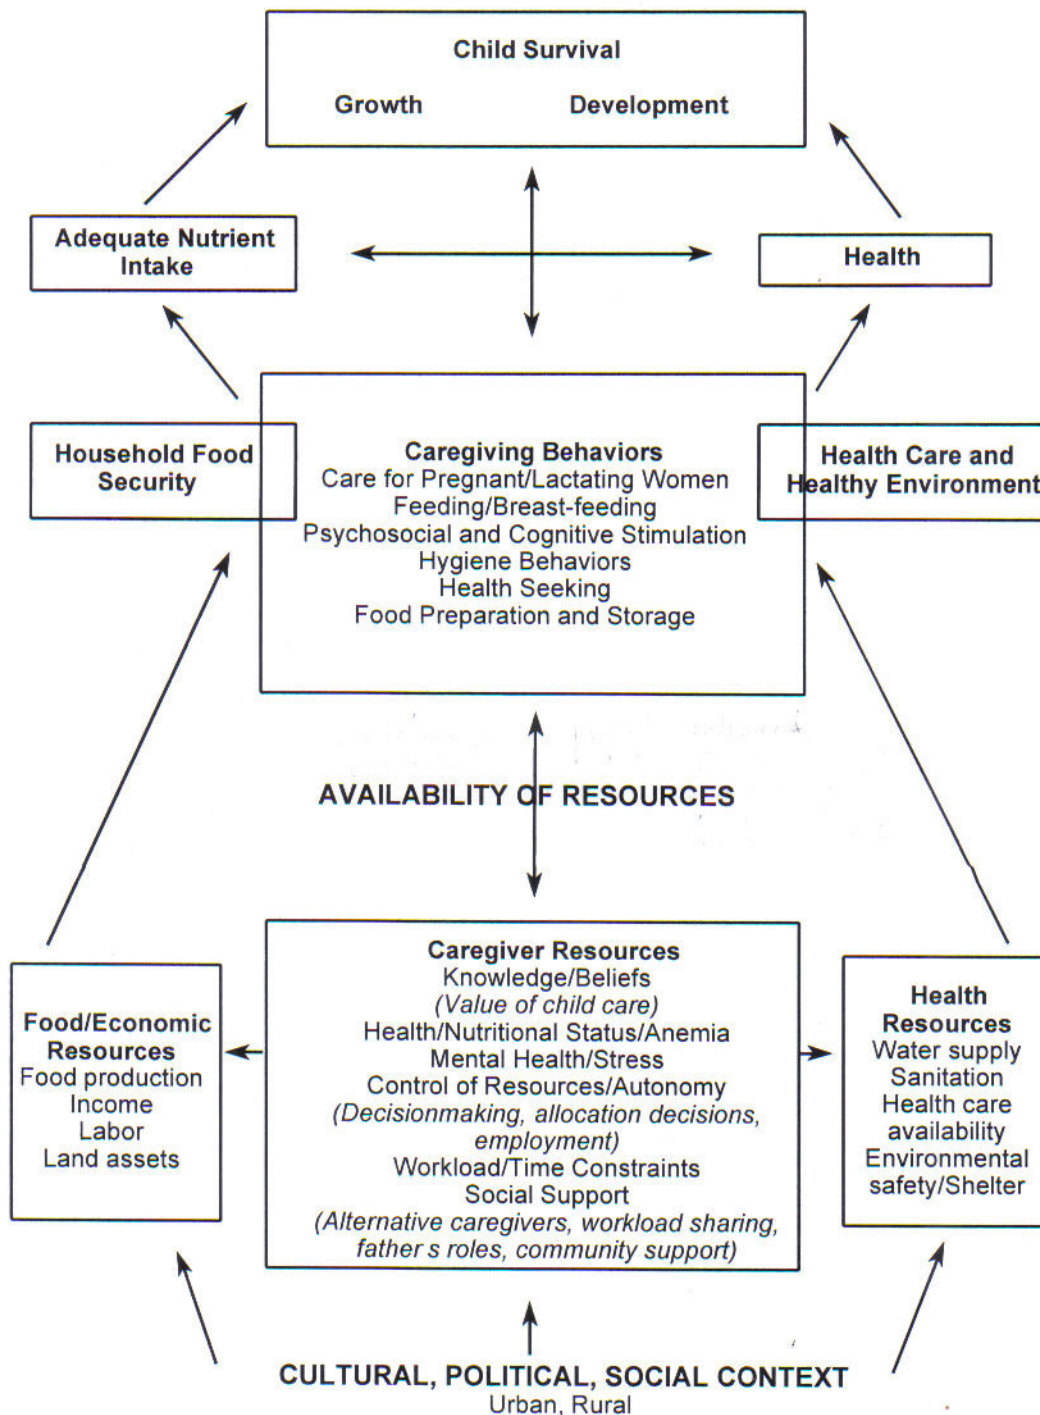 Child Survival
Growth Development
Adequate Nutrient
Intake
Health
Household Food
Security
Caregiving Behaviors
Care for Pregnant/Lactating Women
Feeding/Breast-feeding
Psychosocial and Cognitive Stimulation
Hygiene Behaviors
Health Seeking
Food Preparation and Storage
Health Care and
Healthy Environment
AVAILABILITY OF RESOURCES
Food/Economic
Resources
Food production
Income
Labor
Land assets
Caregiver Resources
Knowledge/Beliefs
(Value of child care)
Health/Nutritional Status/Anemia
Mental Health/Stress
Control of Resources/Autonomy
(Decisionmaking, allocation decisions,
employment)
Workload/Time Constraints
Social Support
(Alternative caregivers, workload sharing,
father s roles, community support)
Health
Resources
Water supply
Sanitation
Health care
availability
Environmental
safety/Shelter
CULTURAL, POLITICAL, SOCIAL CONTEXT
Urban, Rural